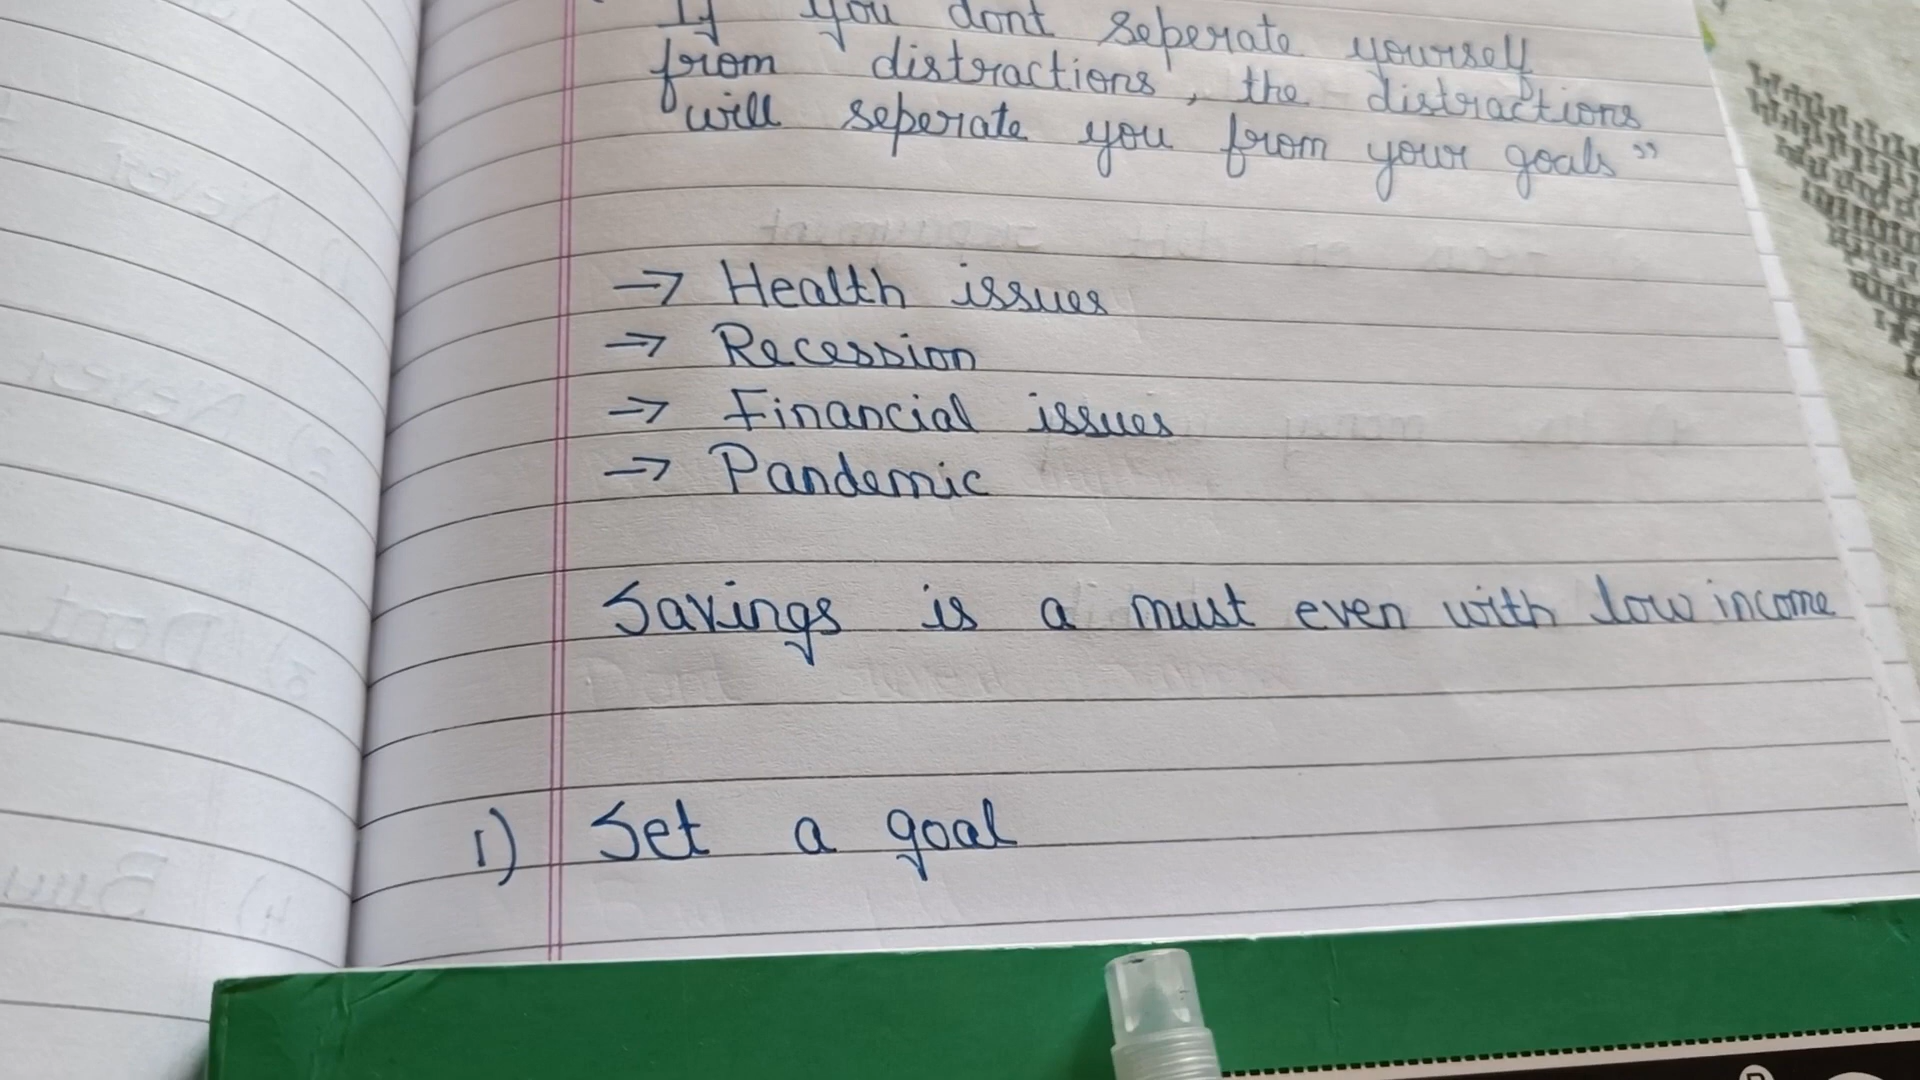 If you dont seperate yourself
from distractions, the distractions
will seperate you from your goals”
→ Health issues
→ Recession
→ Financial issues
→ Pandemic
Savings is a must even with low income
1) Set a goal